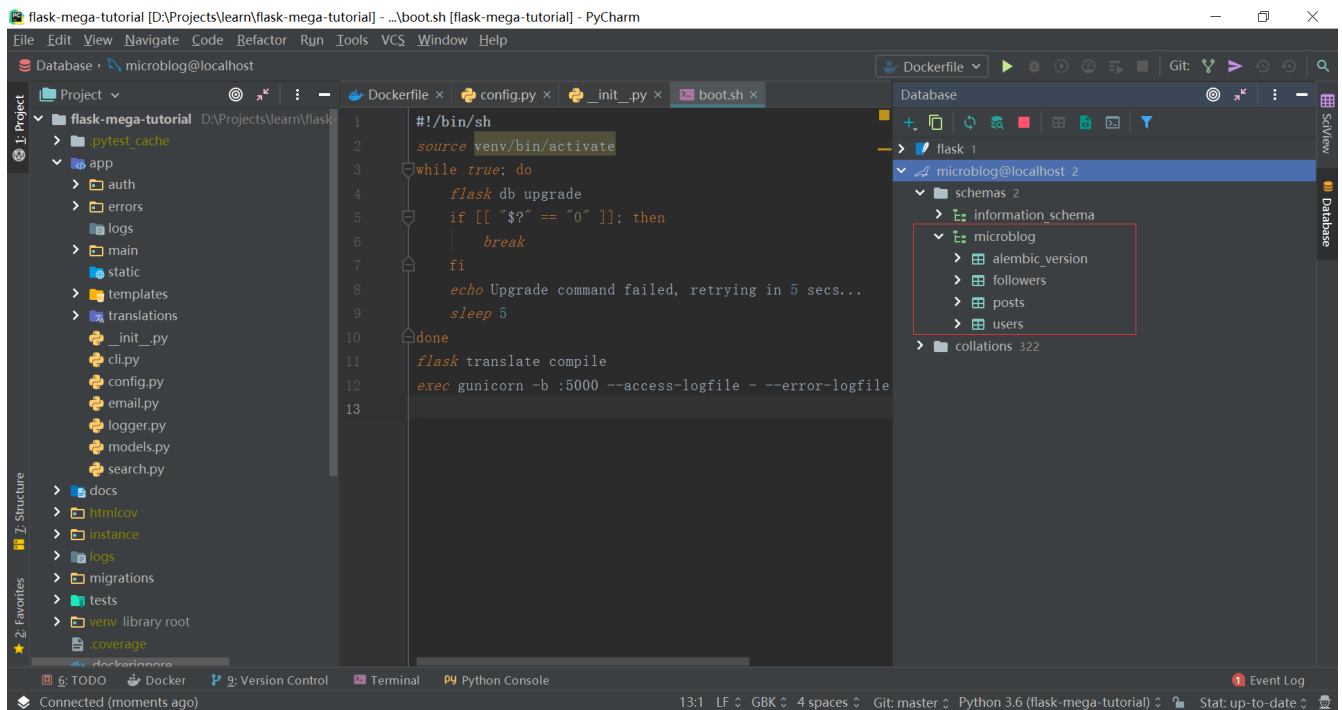 flask-mega-tutorial [D:\Projects\learn\flask-mega-tutorial] - ...\boot.sh [flask-mega-tutorial] - PyCharm
File Edit View Navigate Code Refactor Run Tools VCS Window Help
Database › microblog@localhost
Dockerfile
Git:
1: Project
Project
flask-mega-tutorial D:\Projects\learn\flask-
.pytest_cache
app
auth
errors
logs
main
static
templates
translations
__init__.py
cli.py
config.py
email.py
logger.py
models.py
search.py
docs
htmlcov
instance
logs
migrations
tests
venv library root
.coverage
.dockerignore
7: Structure
2: Favorites
Dockerfile × config.py × __init__.py × boot.sh ×
1 #!/bin/sh
2 source venv/bin/activate
3 while true; do
4 flask db upgrade
5 if [[ "$?" == "0" ]]; then
6 break
7 fi
8 echo Upgrade command failed, retrying in 5 secs...
9 sleep 5
10 done
11 flask translate compile
12 exec gunicorn -b :5000 --access-logfile - --error-logfile
13
Database
flask 1
microblog@localhost 2
schemas 2
information_schema
microblog
alembic_version
followers
posts
users
collations 322
SciView
Database
6: TODO Docker 9: Version Control Terminal Python Console 1 Event Log
Connected (moments ago) 13:1 LF GBK 4 spaces Git: master Python 3.6 (flask-mega-tutorial) Stat: up-to-date